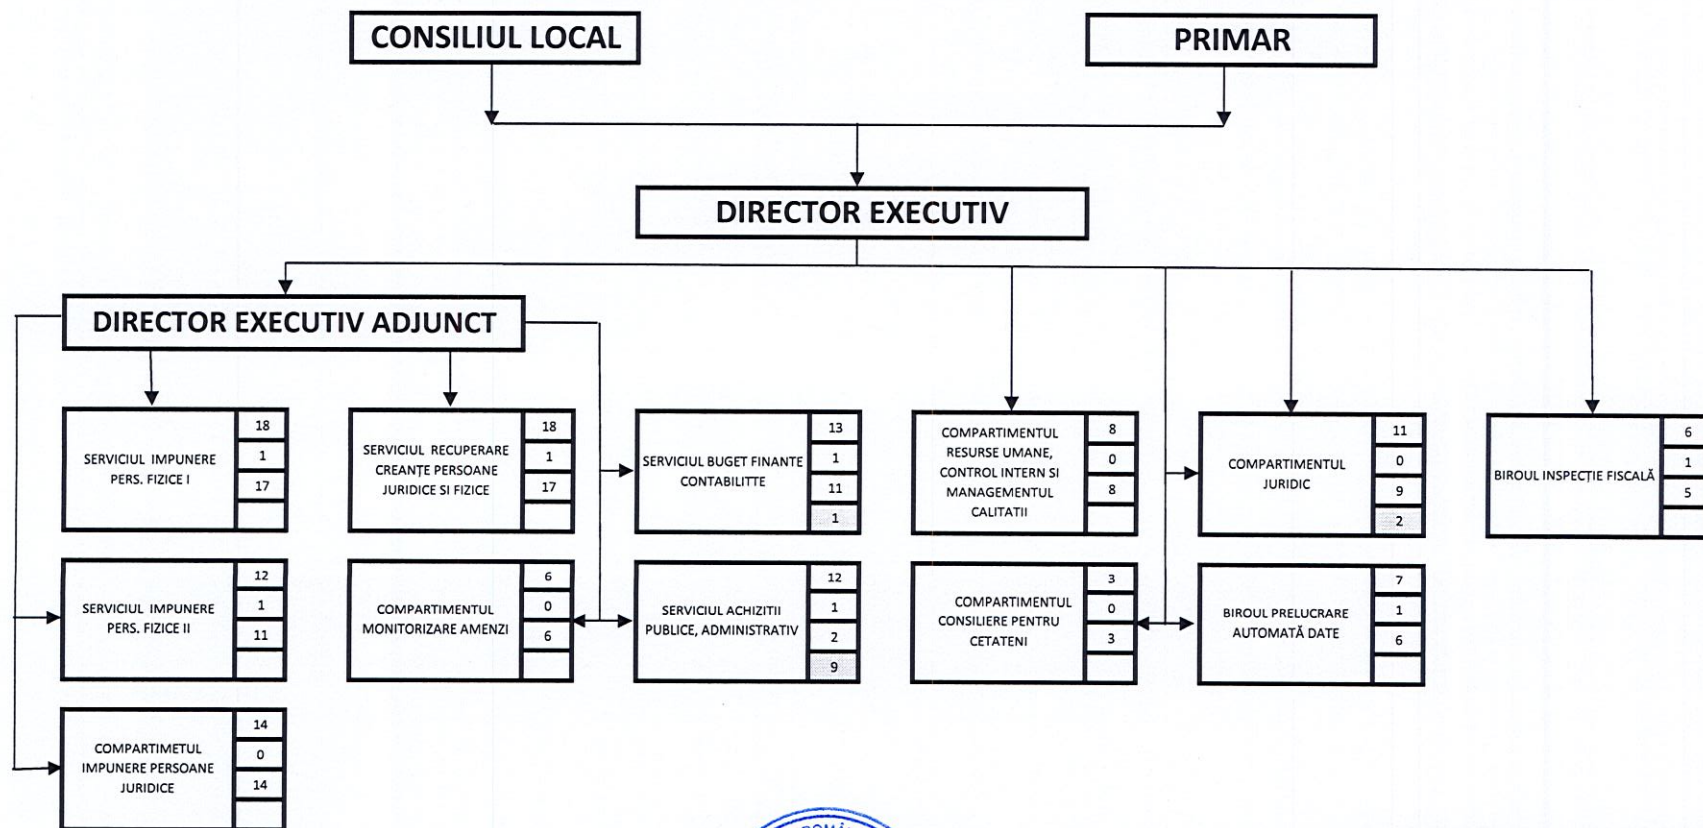 CONSILIUL LOCAL
PRIMAR
DIRECTOR EXECUTIV
DIRECTOR EXECUTIV ADJUNCT
SERVICIUL IMPUNERE
PERS. FIZICE I
18
1
17
SERVICIUL RECUPERARE
CREANȚE PERSOANE
JURIDICE SI FIZICE
18
1
17
SERVICIUL BUGET FINANTE
CONTABILITTE
13
1
11
1
COMPARTIMENTUL
RESURSE UMANE,
CONTROL INTERN SI
MANAGEMENTUL
CALITATII
8
0
8
COMPARTIMENTUL
JURIDIC
11
0
9
2
BIROUL INSPECȚIE FISCALĂ
6
1
5
SERVICIUL IMPUNERE
PERS. FIZICE II
12
1
11
COMPARTIMENTUL
MONITORIZARE AMENZI
6
0
6
SERVICIUL ACHIZITII
PUBLICE, ADMINISTRATIV
12
1
2
9
COMPARTIMENTUL
CONSILIERE PENTRU
CETATENI
3
0
3
BIROUL PRELUCRARE
AUTOMATĂ DATE
7
1
6
COMPARTIMETUL
IMPUNERE PERSOANE
JURIDICE
14
0
14